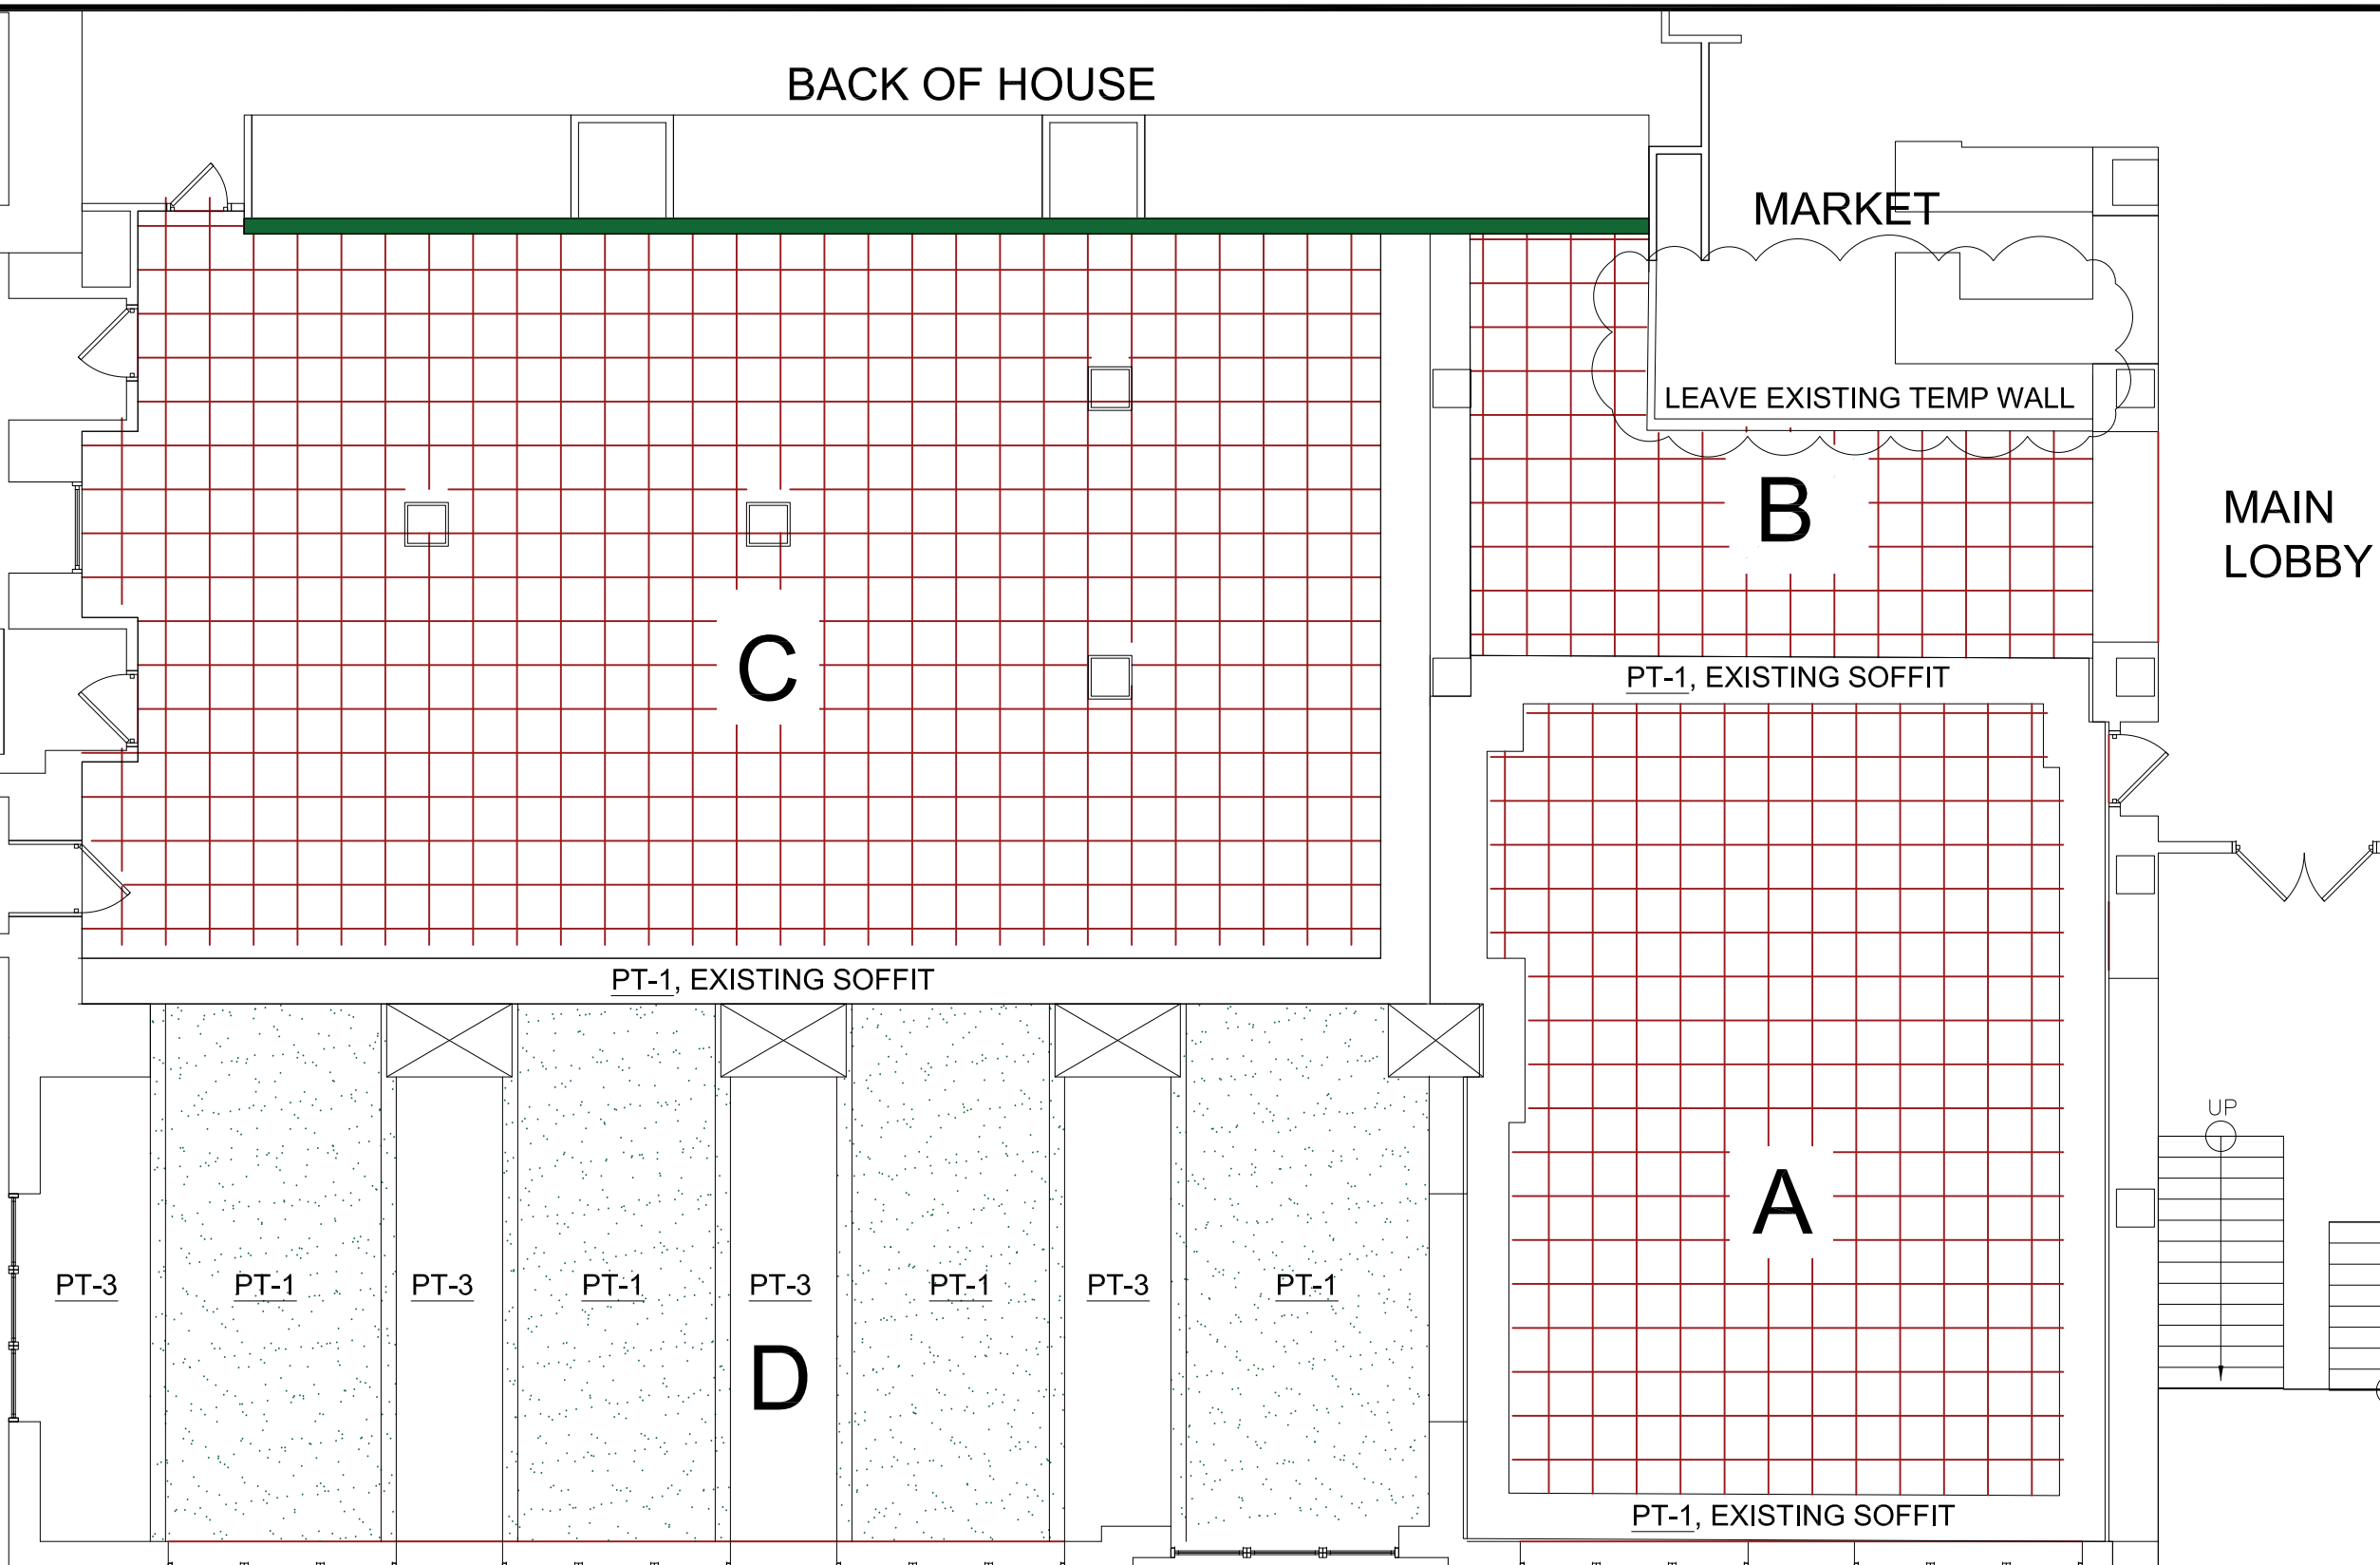 BACK OF HOUSE
MARKET
LEAVE EXISTING TEMP WALL
B
MAIN
LOBBY
C
PT-1, EXISTING SOFFIT
PT-1, EXISTING SOFFIT
UP
A
PT-3
PT-1
PT-3
PT-1
PT-3
PT-1
PT-3
PT-1
D
PT-1, EXISTING SOFFIT